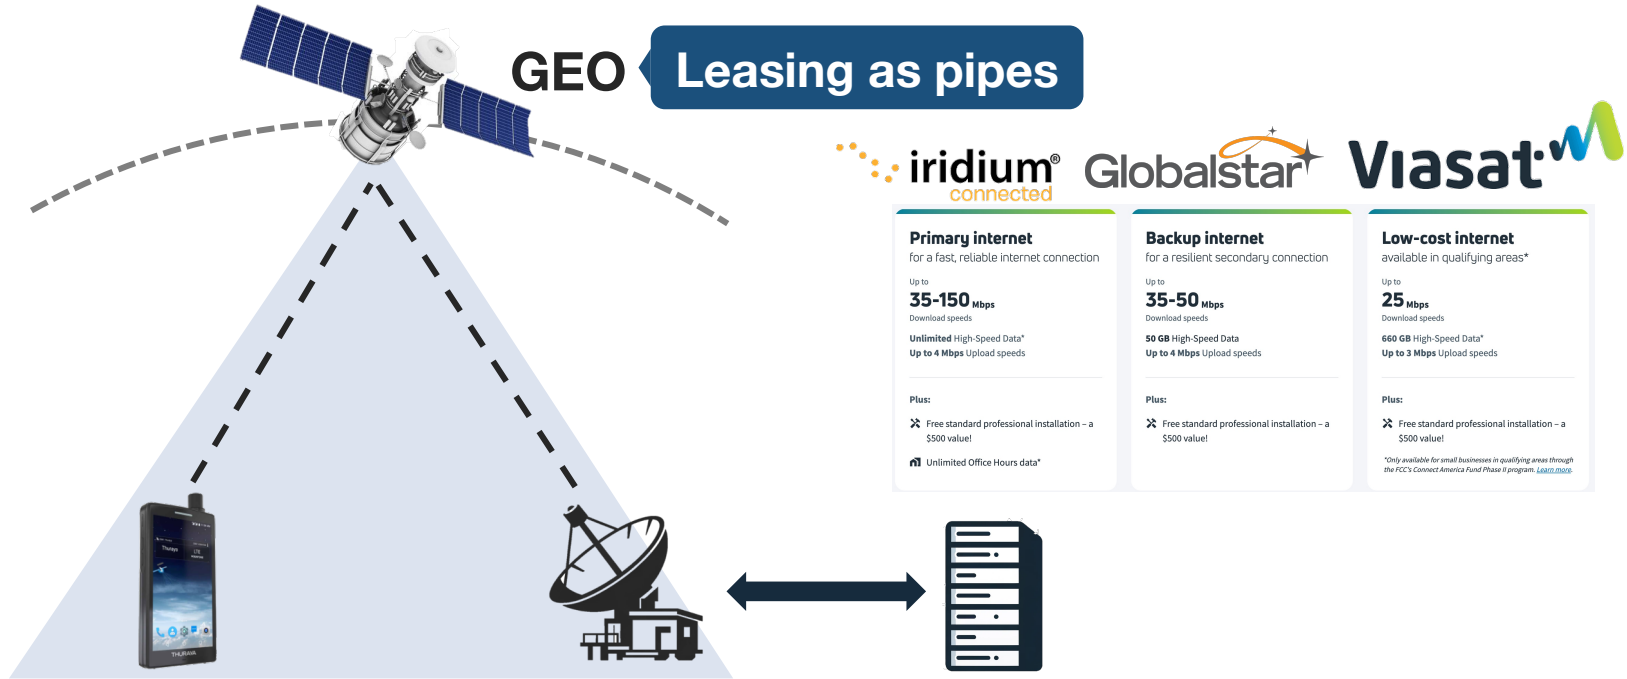 GEO
Leasing as pipes
iridium®
connected
Globalstar
Viasat
Primary internet
for a fast, reliable internet connection
Up to
35-150 Mbps
Download speeds
Unlimited High-Speed Data*
Up to 4 Mbps Upload speeds
Plus:
Free standard professional installation – a
$500 value!
Unlimited Office Hours data*
Backup internet
for a resilient secondary connection
Up to
35-50 Mbps
Download speeds
50 GB High-Speed Data
Up to 4 Mbps Upload speeds
Plus:
Free standard professional installation – a
$500 value!
Low-cost internet
available in qualifying areas*
Up to
25 Mbps
Download speeds
660 GB High-Speed Data*
Up to 3 Mbps Upload speeds
Plus:
Free standard professional installation – a
$500 value!
*Only available for small businesses in qualifying areas through
the FCC's Connect America Fund Phase II program. Learn more.
Thuraya
LTE
THURAYA